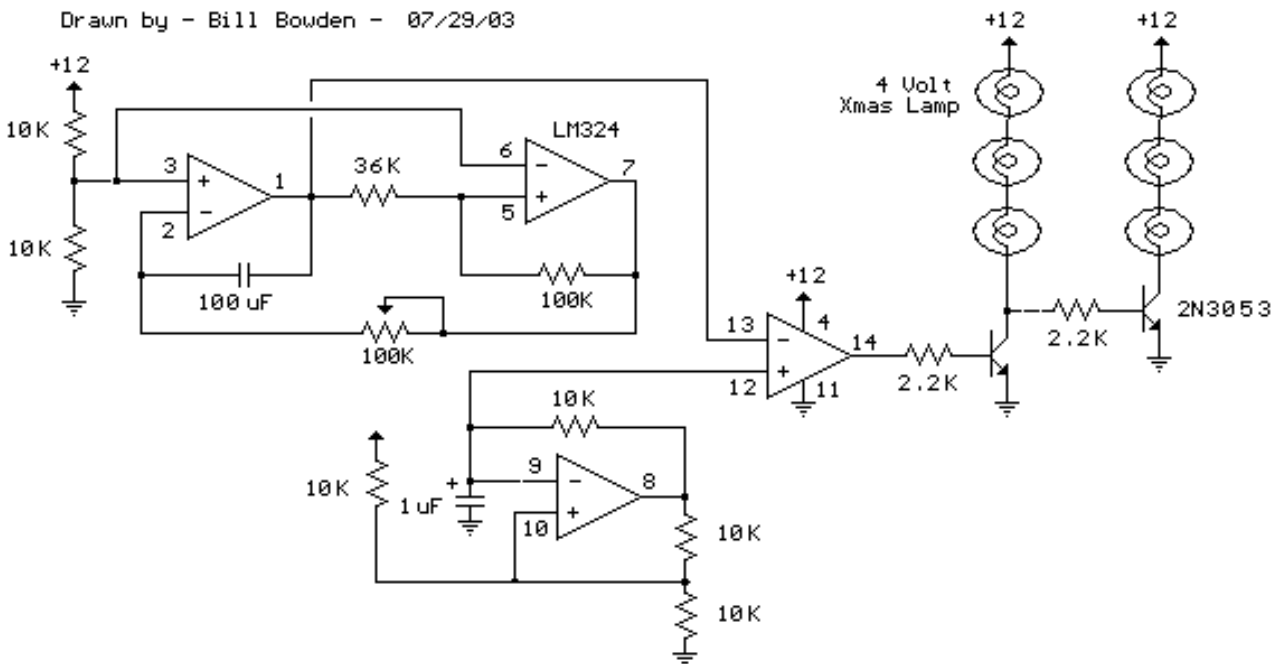 Drawn by - Bill Bowden - 07/29/03
+12
+12
+12
4 Volt
Xmas Lamp
10K
LM324
3
+
1
36K
6
-
7
-
2
+
5
10K
100 uF
100K
+12
100K
13
-
4
14
2N3053
2.2K
12
+
11
2.2K
10K
10K
+
9
-
8
1 uF
10
+
10K
10K